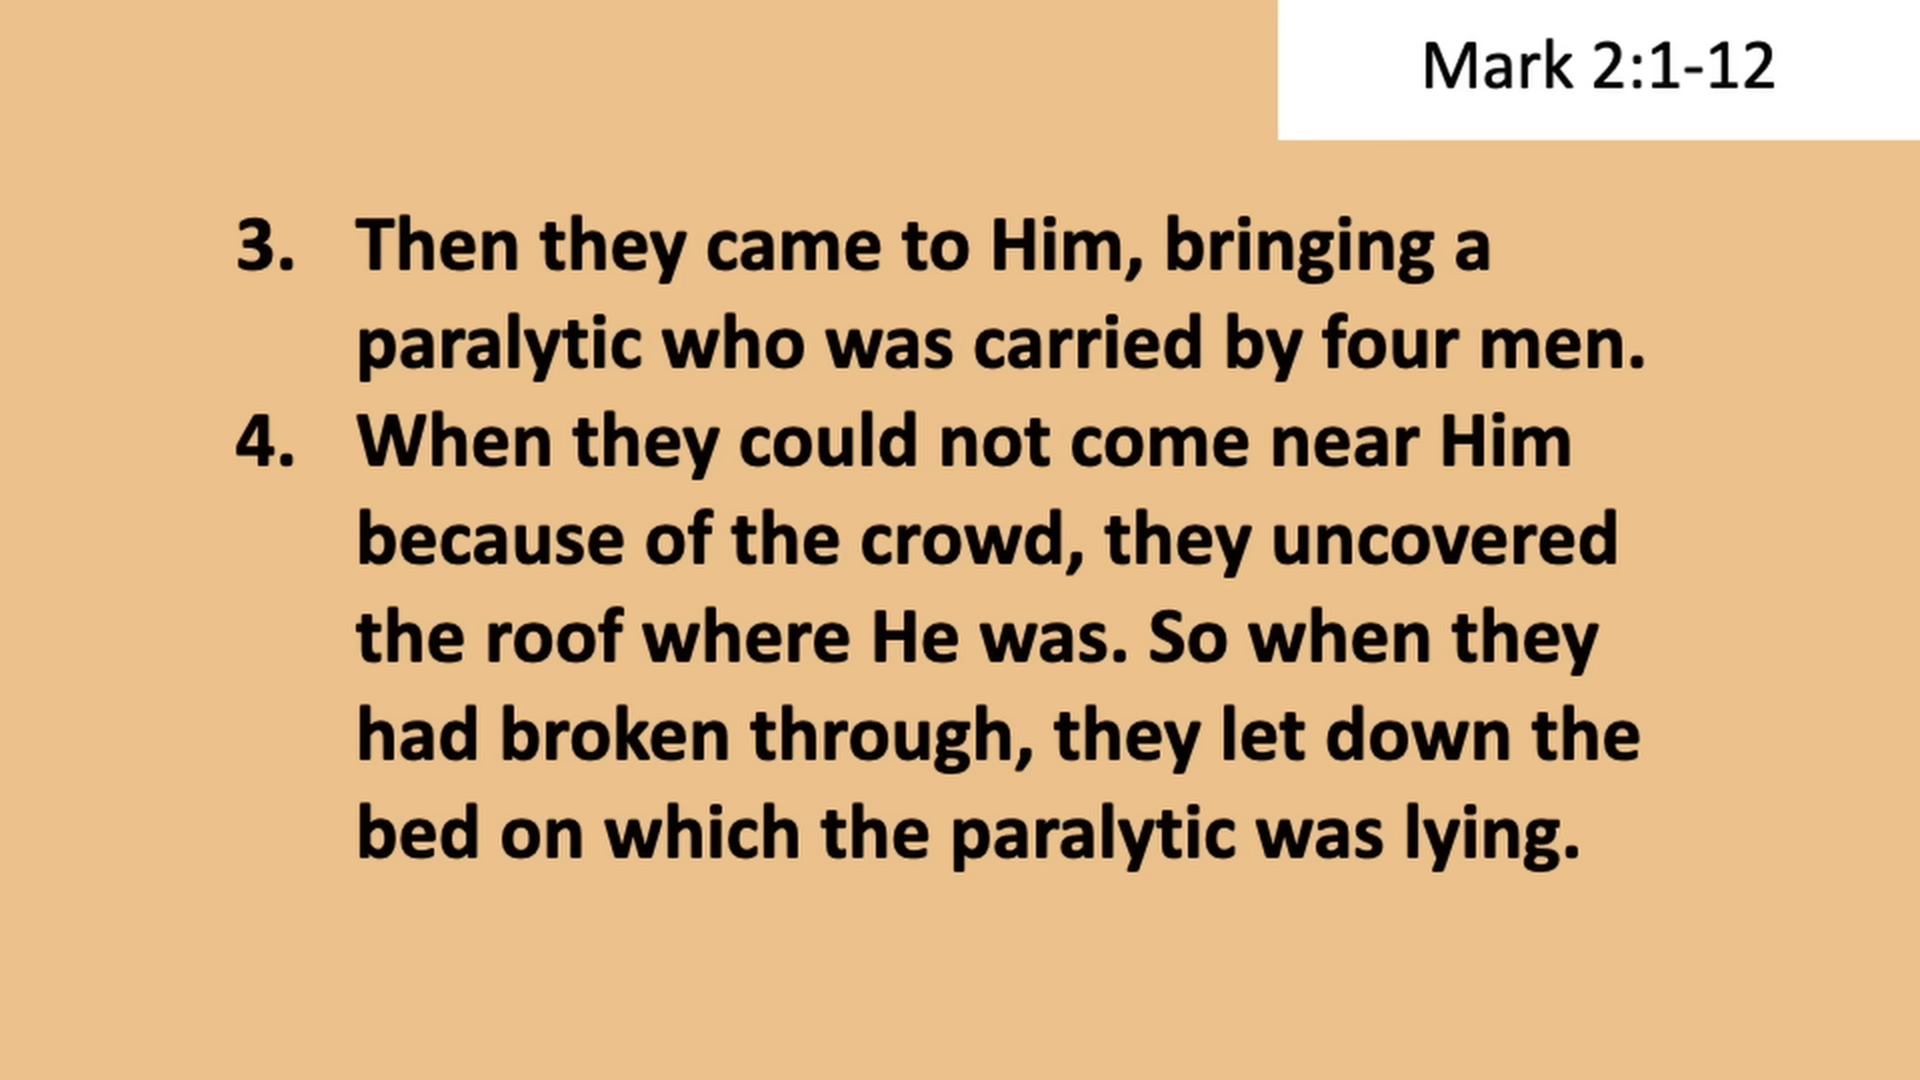 Mark 2:1-12
3. Then they came to Him, bringing a
paralytic who was carried by four men.
4. When they could not come near Him
because of the crowd, they uncovered
the roof where He was. So when they
had broken through, they let down the
bed on which the paralytic was lying.